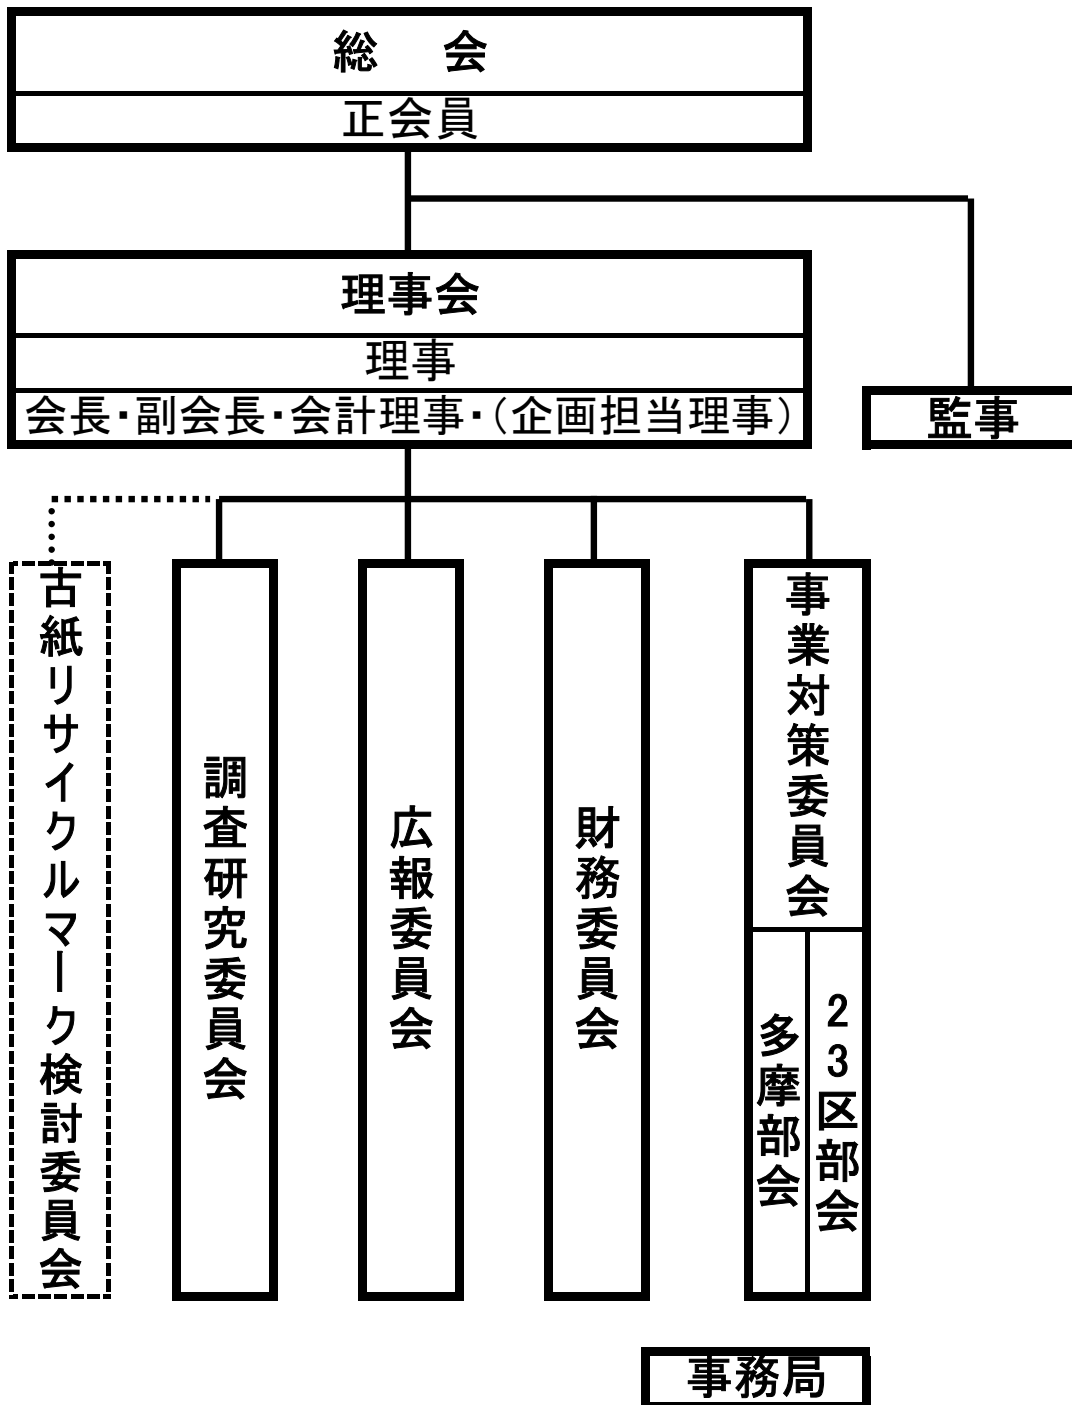 総　会
正会員
理事会
理事
会長・副会長・会計理事・（企画担当理事）
監事
古紙リサイクルマーク検討委員会
調査研究委員会
広報委員会
財務委員会
事業対策委員会
多摩部会
２３区部会
事務局